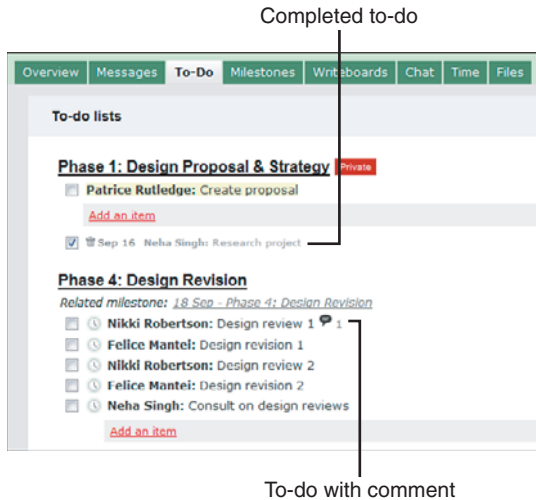 Completed to-do
Overview Messages To-Do Milestones Writeboards Chat Time Files
To-do lists
Phase 1: Design Proposal & Strategy Private
Patrice Rutledge: Create proposal
Add an item
Sep 16 Neha Singh: Research project
Phase 4: Design Revision
Related milestone: 18 Sep - Phase 4: Design Revision
Nikki Robertson: Design review 1 1
Felice Mantei: Design revision 1
Nikki Robertson: Design review 2
Felice Mantei: Design revision 2
Neha Singh: Consult on design reviews
Add an item
To-do with comment